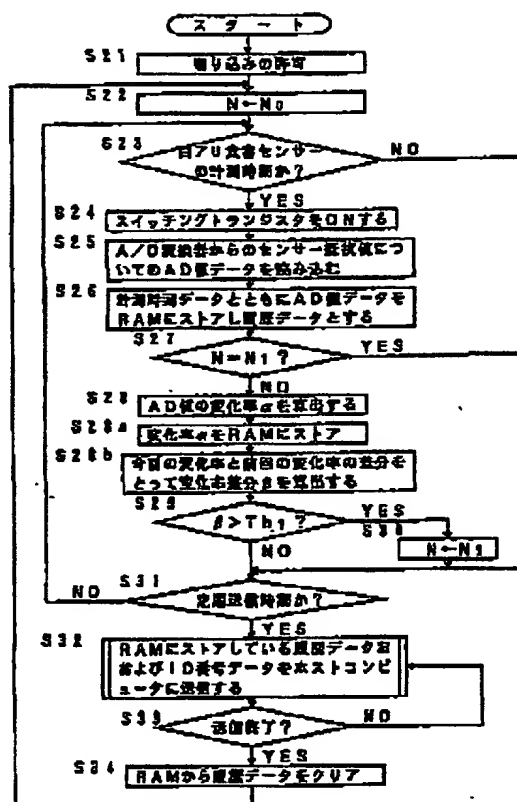 スタート
S21
割り込みの許可
S22
N←N0
S23
白アリ食害センサー
の計測時刻か?
NO
YES
S24
スイッチングトランジスタをONする
S25
A/D変換器からのセンサー抵抗値につ
いてのAD値データを読み込む
S26
計測時刻データとともにAD値データを
RAMにストアし履歴データとする
S27
N=N1?
YES
NO
S28
AD値の変化率αを算出する
S28a
変化率αをRAMにストア
S28b
今回の変化率と前回の変化率の差分を
とって変化率差分βを算出する
S29
β>Th1?
YES
S30
N←N1
NO
S31
NO
定期送信時刻か?
YES
S32
RAMにストアしている履歴データお
およびID番号データをホストコンピ
ュータに送信する
S33
送信終了?
NO
YES
S34
RAMから履歴データをクリア